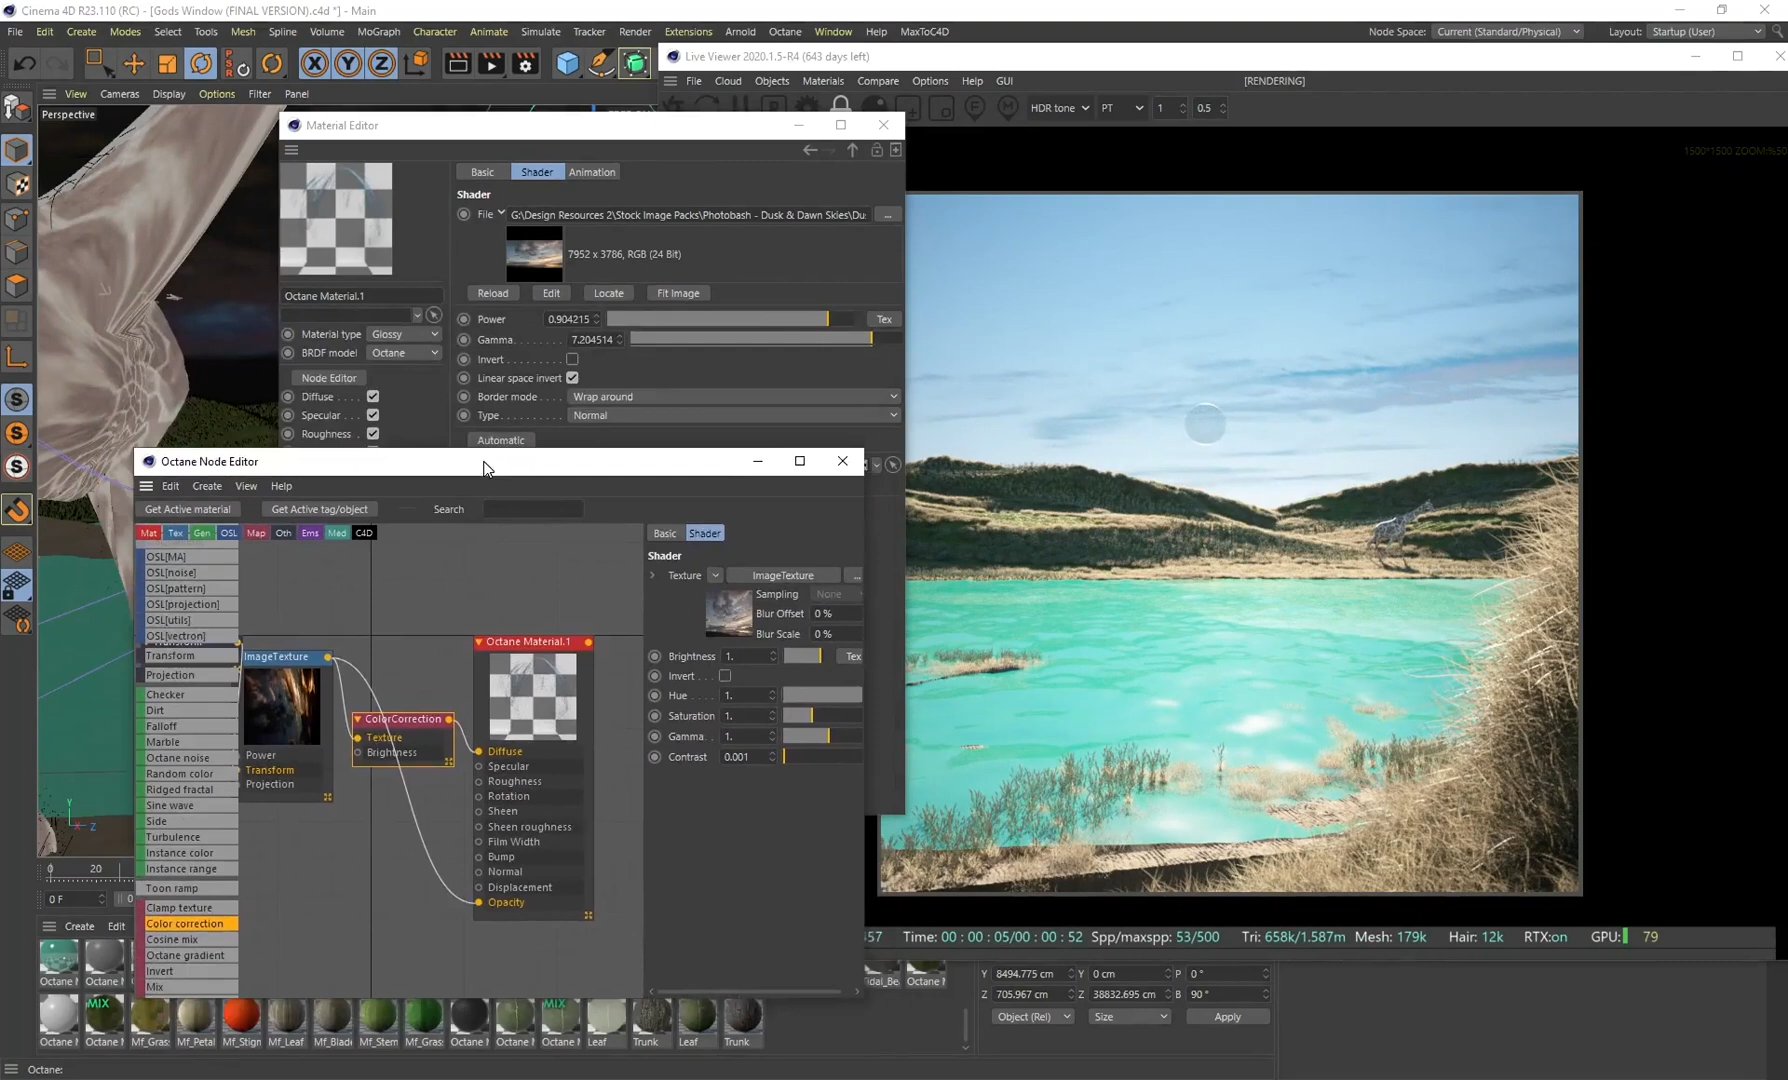 Cinema 4D R23.110 (RC) - [Gods Window (FINAL VERSION).c4d *] - Main
File Edit Create Modes Select Tools Mesh Spline Volume MoGraph Character Animate Simulate Tracker Render Extensions Arnold Octane Window Help MaxToC4D
Node Space: Current (Standard/Physical) Layout: Startup (User)
Live Viewer 2020.1.5-R4 (643 days left)
File Cloud Objects Materials Compare Options Help GUI [RENDERING]
View Cameras Display Options Filter Panel
HDR tone PT 1 0.5
Perspective
Material Editor
1500*1500 ZOOM:%50
Basic Shader Animation
Shader
File G:\Design Resources 2\Stock Image Packs\Photobash - Dusk & Dawn Skies\Du ...
7952 x 3786, RGB (24 Bit)
Reload Edit Locate Fit Image
Octane Material.1
Power 0.904215 Tex
Material type Glossy
Gamma 7.204514
BRDF model Octane
Invert
Node Editor
Linear space invert
Diffuse
Border mode Wrap around
Specular
Type Normal
Roughness
Automatic
Octane Node Editor
Edit Create View Help
Get Active material Get Active tag/object Search
Mat Tex Gen OSL Map Oth Ems Med C4D
Basic Shader
OSL[MA]
Shader
OSL[noise]
Texture ImageTexture ...
OSL[pattern]
Sampling None
OSL[projection]
Blur Offset 0 %
OSL[utils]
Blur Scale 0 %
OSL[vectron]
Transform
Projection
Checker
Dirt
Falloff
Marble
Octane noise
Random color
Ridged fractal
Sine wave
Side
Turbulence
Instance color
Instance range
Toon ramp
Clamp texture
Color correction
Cosine mix
Octane gradient
Invert
Mix
ImageTexture
Power
Transform
Projection
ColorCorrection
Texture
Brightness
Octane Material.1
Diffuse
Specular
Roughness
Rotation
Sheen
Sheen roughness
Film Width
Bump
Normal
Displacement
Opacity
Brightness 1. Tex
Invert
Hue 1.
Saturation 1.
Gamma 1.
Contrast 0.001
Y
X Z
0 20
0 F 0
Create Edit
457 Time: 00 : 00 : 05/00 : 00 : 52 Spp/maxspp: 53/500 Tri: 658k/1.587m Mesh: 179k Hair: 12k RTX:on GPU: 79
Octane Octane M idal_Be Octane M
Y 8494.775 cm Y 0 cm P 0 °
Z 705.967 cm Z 38832.695 cm B 90 °
Object (Rel) Size Apply
MIX MIX
Octane M Octane M Mf_Gras Mf_Petal Mf_Stign Mf_Leaf Mf_Blade Mf_Stem Mf_Gras Octane M Octane M Octane M Leaf Trunk Leaf Trunk
Octane: